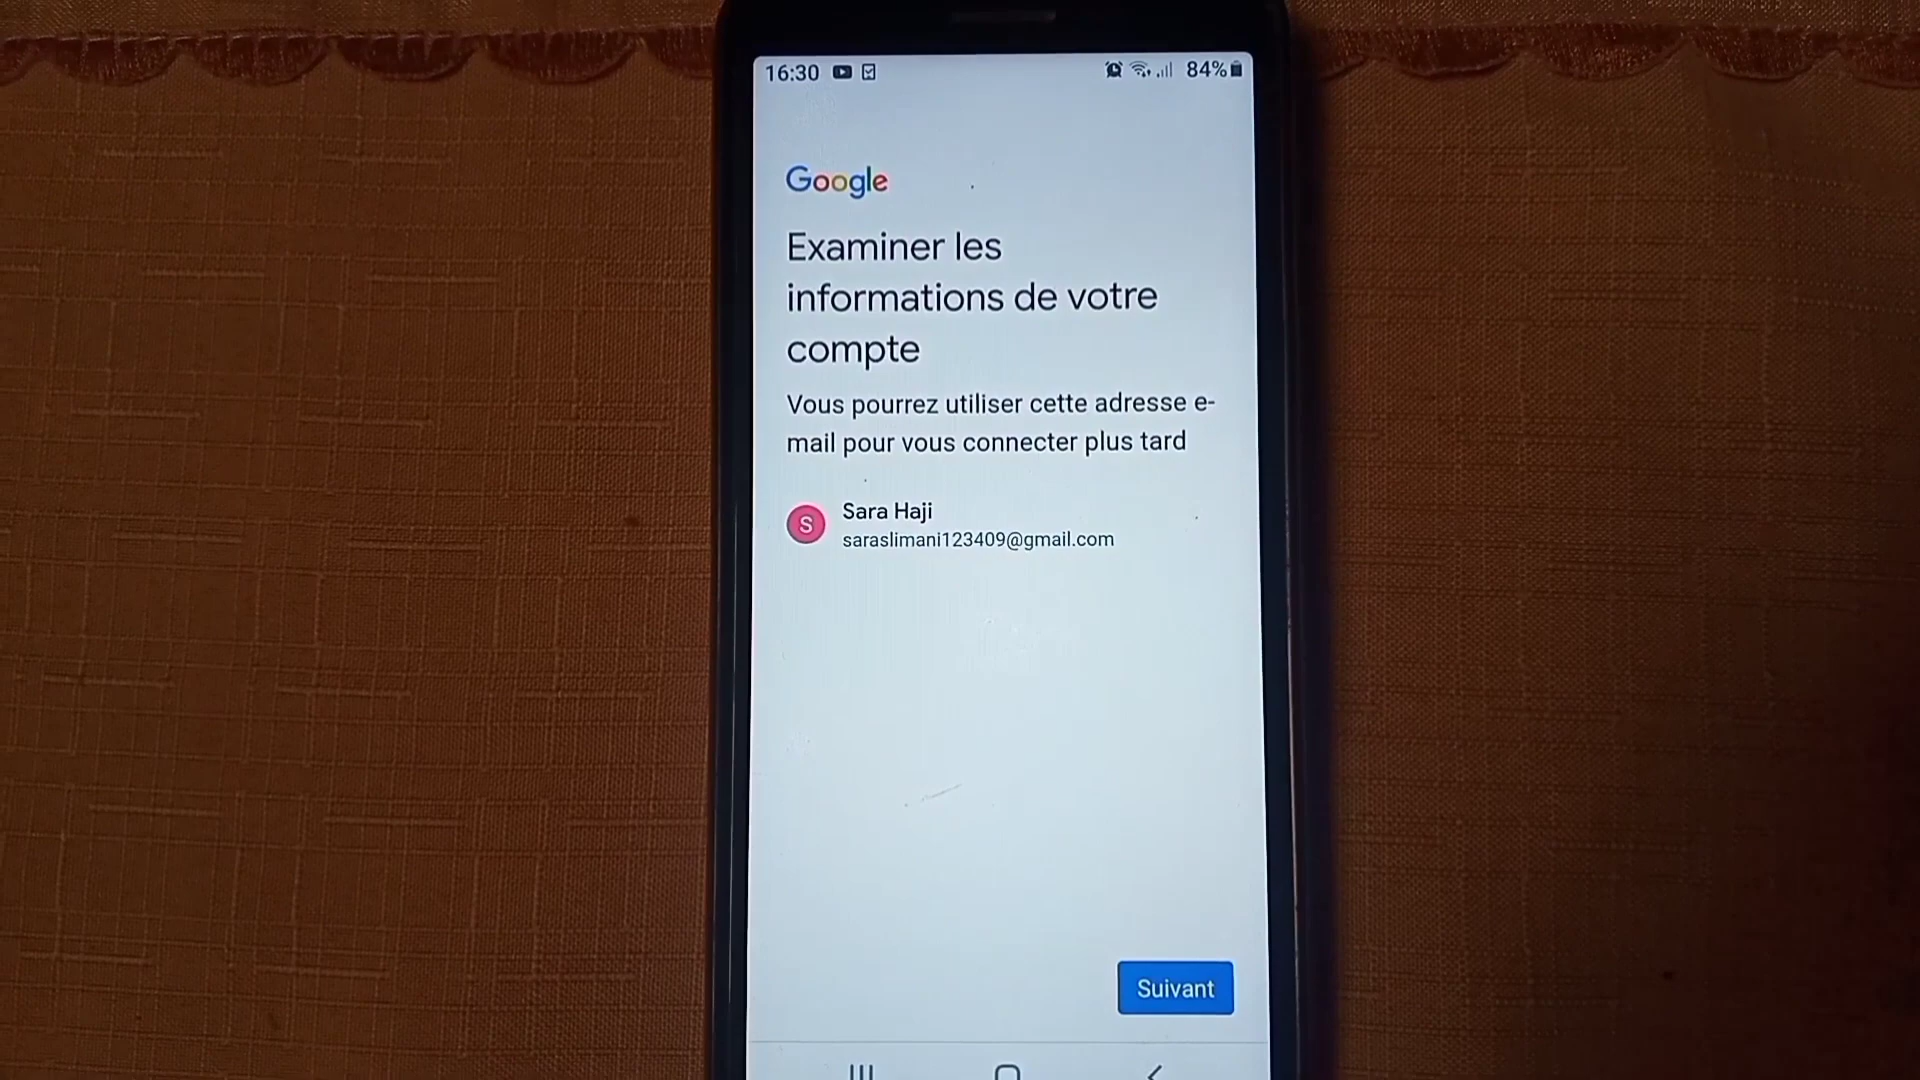 16:30 84%
Google
Examiner les
informations de votre
compte
Vous pourrez utiliser cette adresse e-
mail pour vous connecter plus tard
S
Sara Haji
saraslimani123409@gmail.com
Suivant